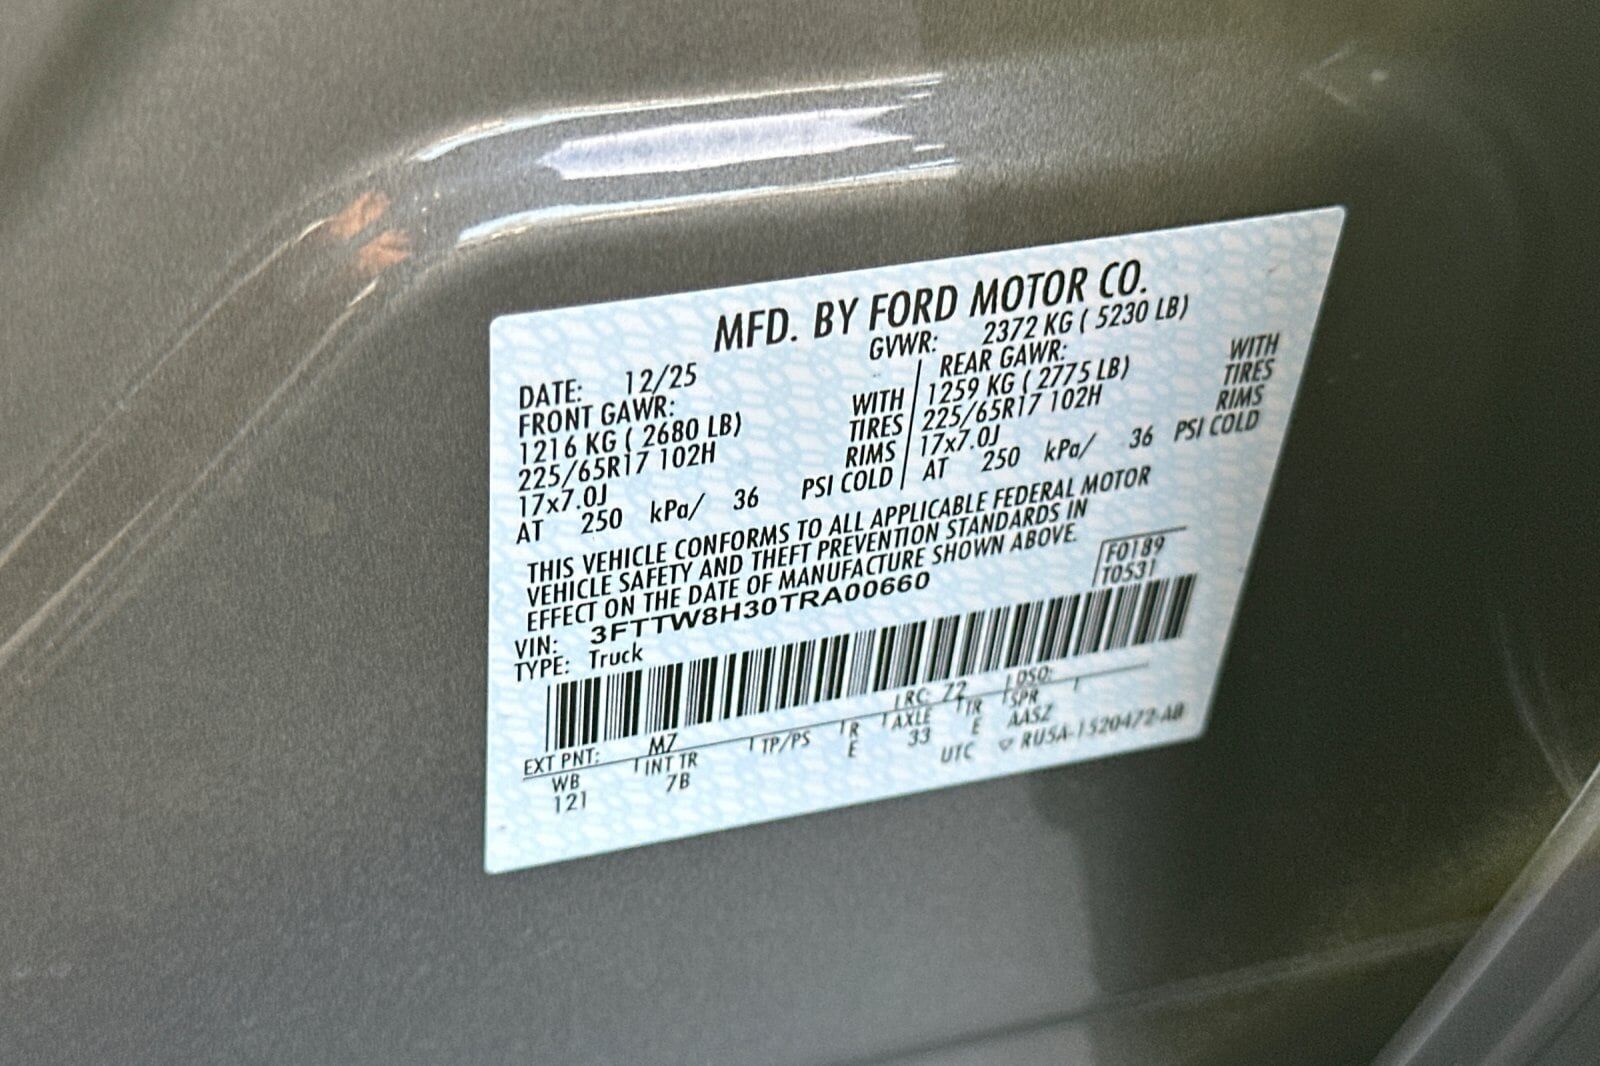 MFD. BY FORD MOTOR CO.
DATE: 12/25 GVWR: 2372 KG ( 5230 LB)
FRONT GAWR: REAR GAWR:
1216 KG ( 2680 LB) WITH 1259 KG ( 2775 LB) WITH
225/65R17 102H TIRES 225/65R17 102H TIRES
17x7.0J RIMS 17x7.0J RIMS
AT 250 kPa/ 36 PSI COLD AT 250 kPa/ 36 PSI COLD
THIS VEHICLE CONFORMS TO ALL APPLICABLE FEDERAL MOTOR
VEHICLE SAFETY AND THEFT PREVENTION STANDARDS IN
EFFECT ON THE DATE OF MANUFACTURE SHOWN ABOVE.
VIN: 3FTTW8H30TRA00660 F0189
TYPE: Truck T0531
EXT PNT: M7 RC: 72 DSO:
WB INT TR TP/PS R AXLE TR SPR
121 7B E 33 E AASZ
UTC RU5A-1520472-AB